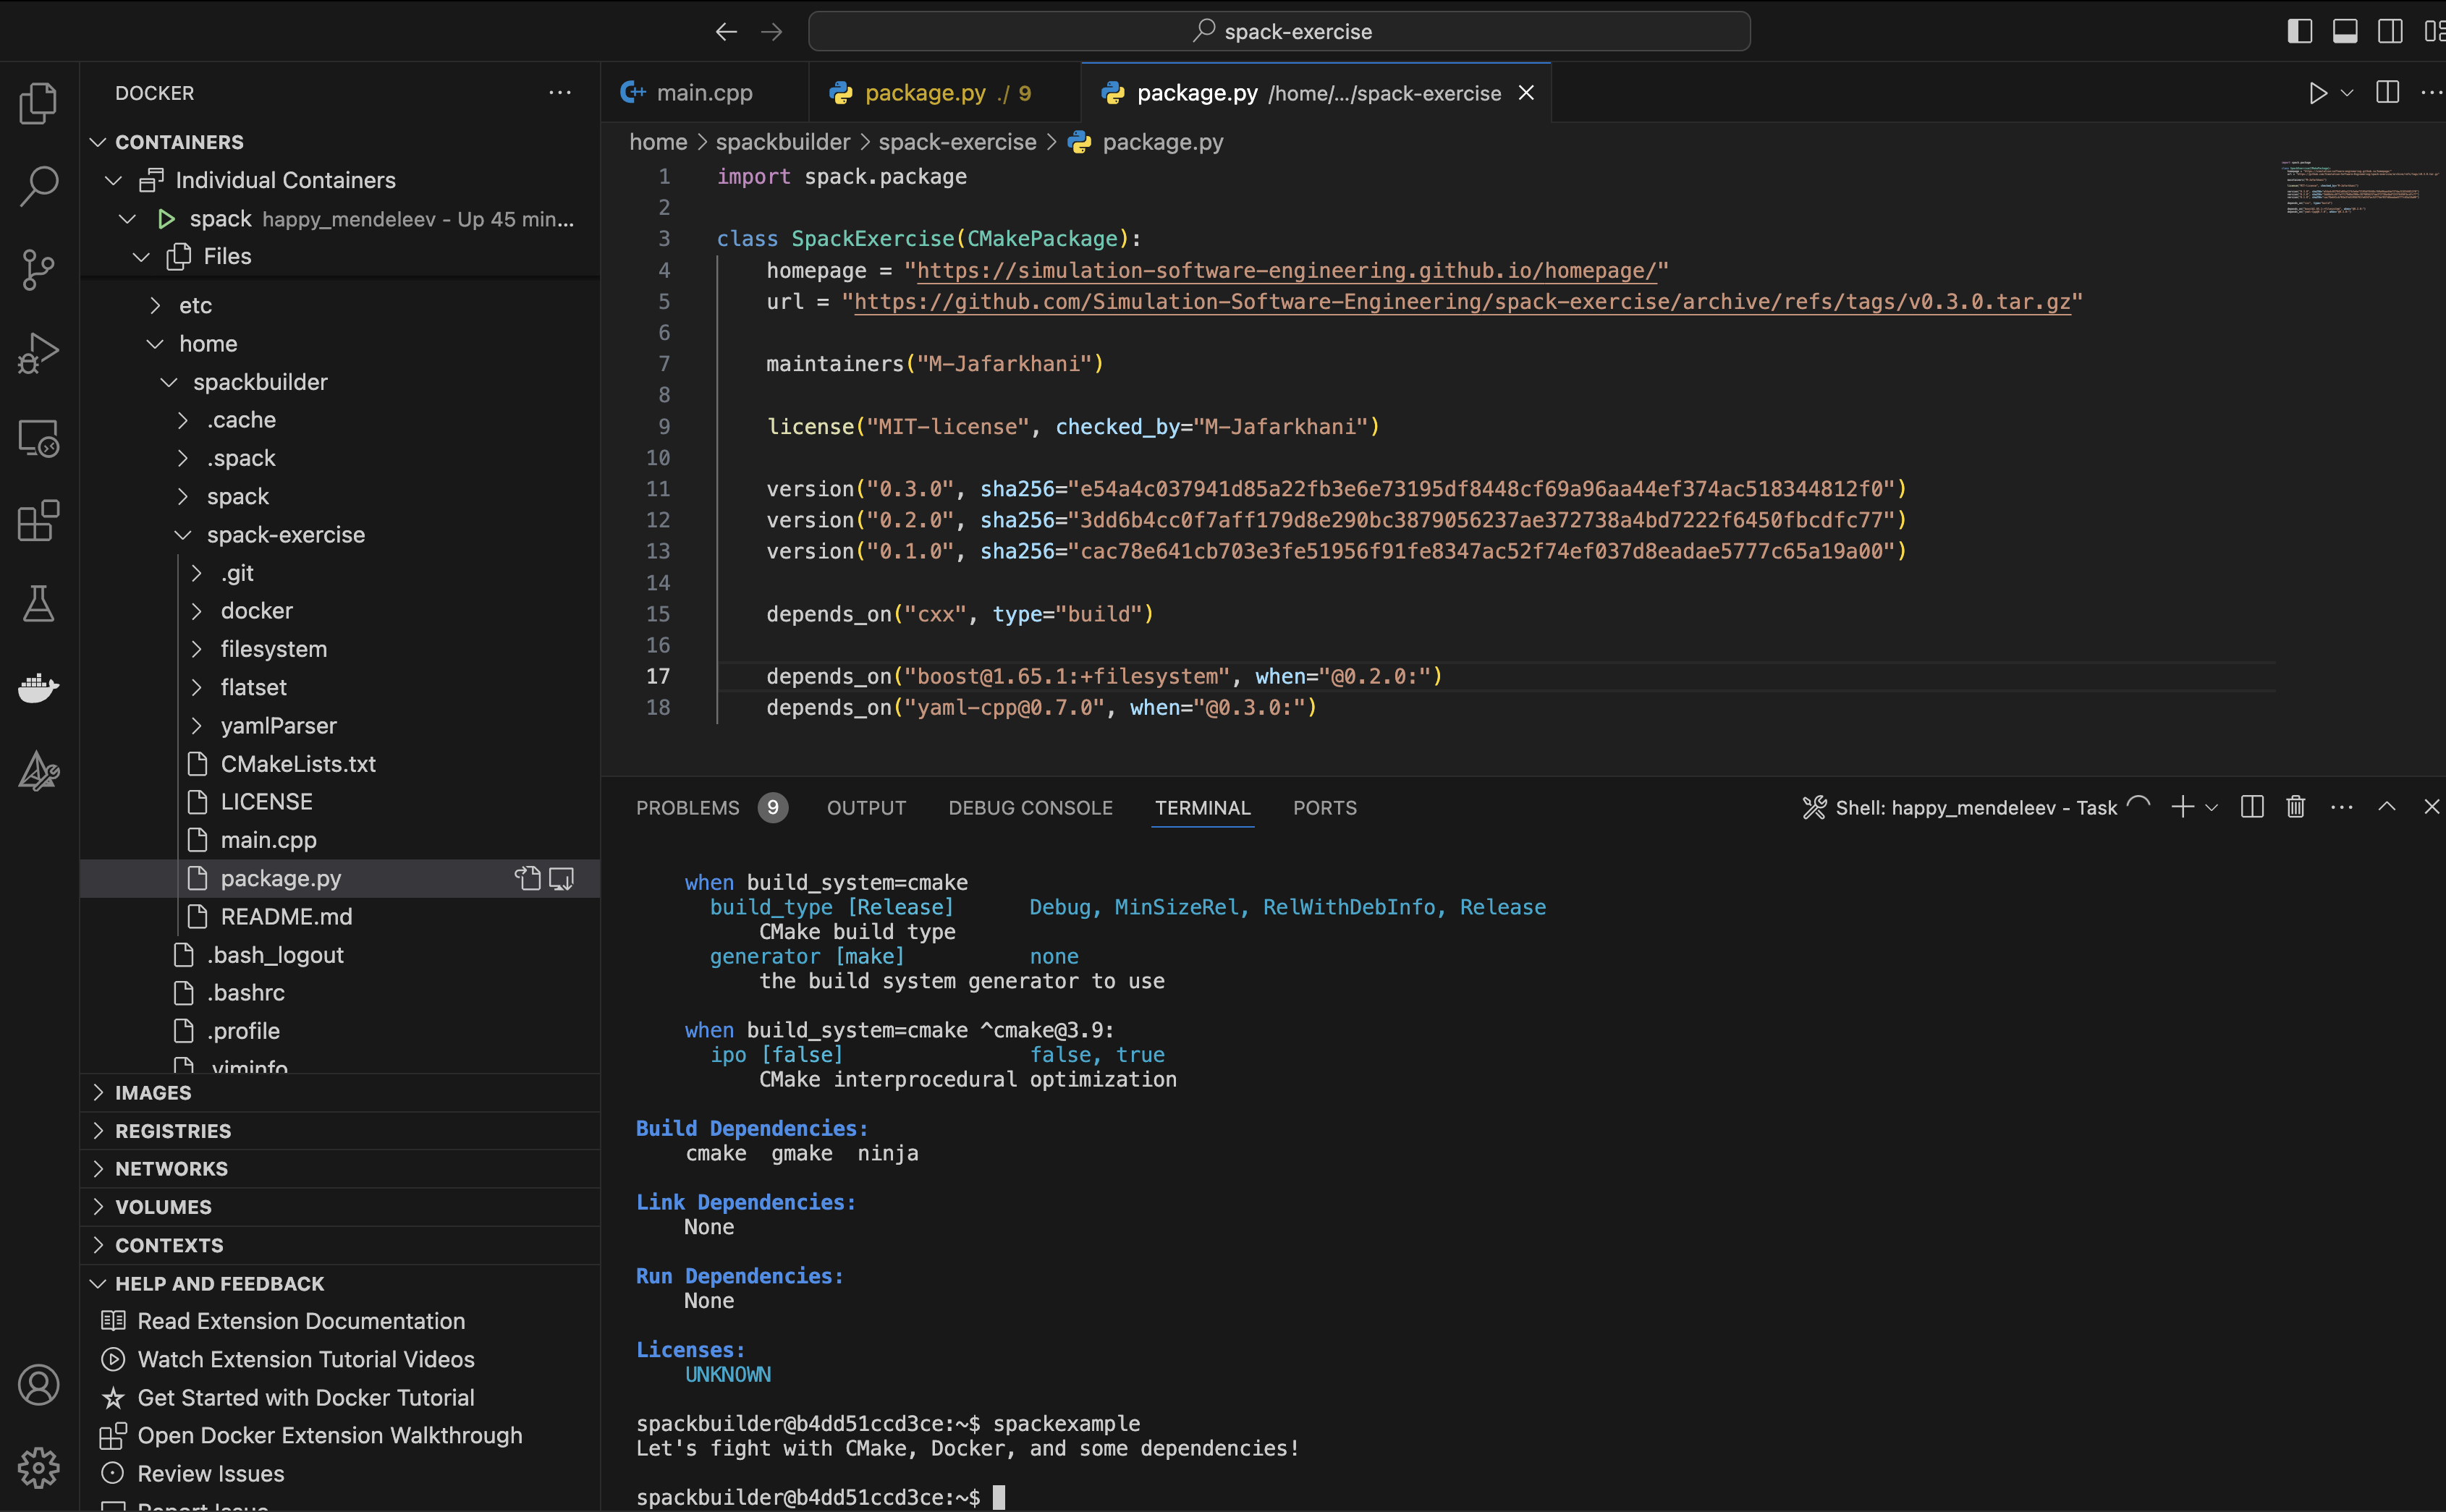 spack-exercise
DOCKER
CONTAINERS
Individual Containers
spack happy_mendeleev - Up 45 min...
Files
etc
home
spackbuilder
.cache
.spack
spack
spack-exercise
.git
docker
filesystem
flatset
yamlParser
CMakeLists.txt
LICENSE
main.cpp
package.py
README.md
.bash_logout
.bashrc
.profile
.viminfo
IMAGES
REGISTRIES
NETWORKS
VOLUMES
CONTEXTS
HELP AND FEEDBACK
Read Extension Documentation
Watch Extension Tutorial Videos
Get Started with Docker Tutorial
Open Docker Extension Walkthrough
Review Issues
Report Issue
main.cpp
package.py ./ 9
package.py /home/.../spack-exercise
home > spackbuilder > spack-exercise > package.py
1 import spack.package
2
3 class SpackExercise(CMakePackage):
4 homepage = "https://simulation-software-engineering.github.io/homepage/"
5 url = "https://github.com/Simulation-Software-Engineering/spack-exercise/archive/refs/tags/v0.3.0.tar.gz"
6
7 maintainers("M-Jafarkhani")
8
9 license("MIT-license", checked_by="M-Jafarkhani")
10
11 version("0.3.0", sha256="e54a4c037941d85a22fb3e6e73195df8448cf69a96aa44ef374ac518344812f0")
12 version("0.2.0", sha256="3dd6b4cc0f7aff179d8e290bc3879056237ae372738a4bd7222f6450fbcdfc77")
13 version("0.1.0", sha256="cac78e641cb703e3fe51956f91fe8347ac52f74ef037d8eadae5777c65a19a00")
14
15 depends_on("cxx", type="build")
16
17 depends_on("boost@1.65.1:+filesystem", when="@0.2.0:")
18 depends_on("yaml-cpp@0.7.0", when="@0.3.0:")
PROBLEMS 9 OUTPUT DEBUG CONSOLE TERMINAL PORTS
Shell: happy_mendeleev - Task
when build_system=cmake
build_type [Release] Debug, MinSizeRel, RelWithDebInfo, Release
CMake build type
generator [make] none
the build system generator to use
when build_system=cmake ^cmake@3.9:
ipo [false] false, true
CMake interprocedural optimization
Build Dependencies:
cmake gmake ninja
Link Dependencies:
None
Run Dependencies:
None
Licenses:
UNKNOWN
spackbuilder@b4dd51ccd3ce:~$ spackexample
Let's fight with CMake, Docker, and some dependencies!
spackbuilder@b4dd51ccd3ce:~$